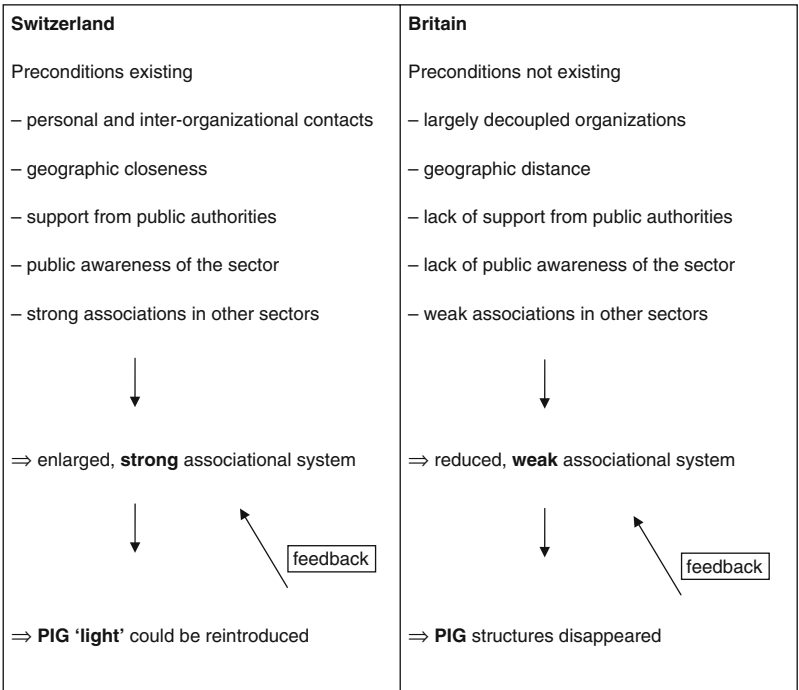 Switzerland
Preconditions existing
– personal and inter-organizational contacts
– geographic closeness
– support from public authorities
– public awareness of the sector
– strong associations in other sectors
⇒ enlarged, strong associational system
feedback
⇒ PIG ‘light’ could be reintroduced
Britain
Preconditions not existing
– largely decoupled organizations
– geographic distance
– lack of support from public authorities
– lack of public awareness of the sector
– weak associations in other sectors
⇒ reduced, weak associational system
feedback
⇒ PIG structures disappeared